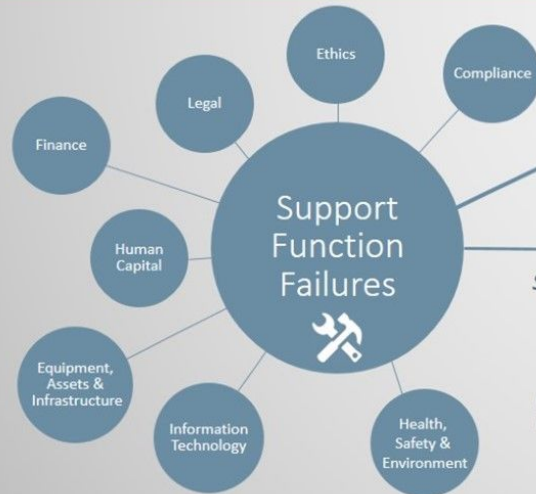 Ethics
Compliance
Legal
Finance
Support
Function
Failures
Human
Capital
Equipment,
Assets &
Infrastructure
Information
Technology
Health,
Safety &
Environment